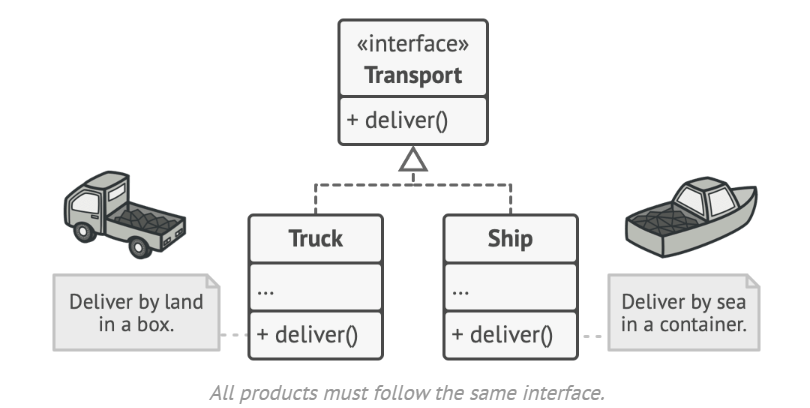 «interface»
Transport
+ deliver()
Truck
...
+ deliver()
Ship
...
+ deliver()
Deliver by land
in a box.
Deliver by sea
in a container.
All products must follow the same interface.